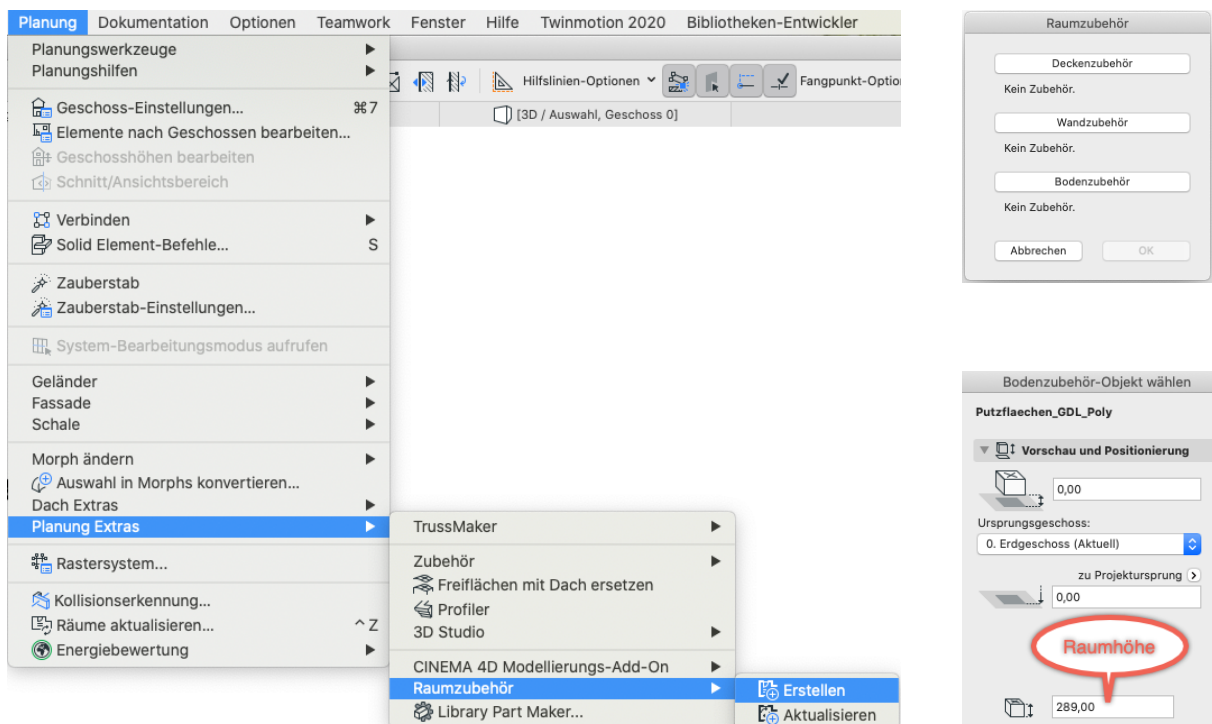 Planung Dokumentation Optionen Teamwork Fenster Hilfe Twinmotion 2020 Bibliotheken-Entwickler
Planungswerkzeuge
Planungshilfen
Hilfslinien-Optionen
Fangpunkt-Optio
Geschoss-Einstellungen... ⌘7
[3D / Auswahl, Geschoss 0]
Elemente nach Geschossen bearbeiten...
Geschosshöhen bearbeiten
Schnitt/Ansichtsbereich
Verbinden
Solid Element-Befehle... S
Zauberstab
Zauberstab-Einstellungen...
System-Bearbeitungsmodus aufrufen
Geländer
Fassade
Schale
Morph ändern
Auswahl in Morphs konvertieren...
Dach Extras
Planung Extras
Rastersystem...
Kollisionserkennung...
Räume aktualisieren... ^Z
Energiebewertung
TrussMaker
Zubehör
Freiflächen mit Dach ersetzen
Profiler
3D Studio
CINEMA 4D Modellierungs-Add-On
Raumzubehör
Library Part Maker...
Erstellen
Aktualisieren
Raumzubehör
Deckenzubehör
Kein Zubehör.
Wandzubehör
Kein Zubehör.
Bodenzubehör
Kein Zubehör.
Abbrechen OK
Bodenzubehör-Objekt wählen
Putzflaechen_GDL_Poly
Vorschau und Positionierung
0,00
Ursprungsgeschoss:
0. Erdgeschoss (Aktuell)
zu Projektursprung
0,00
Raumhöhe
289,00